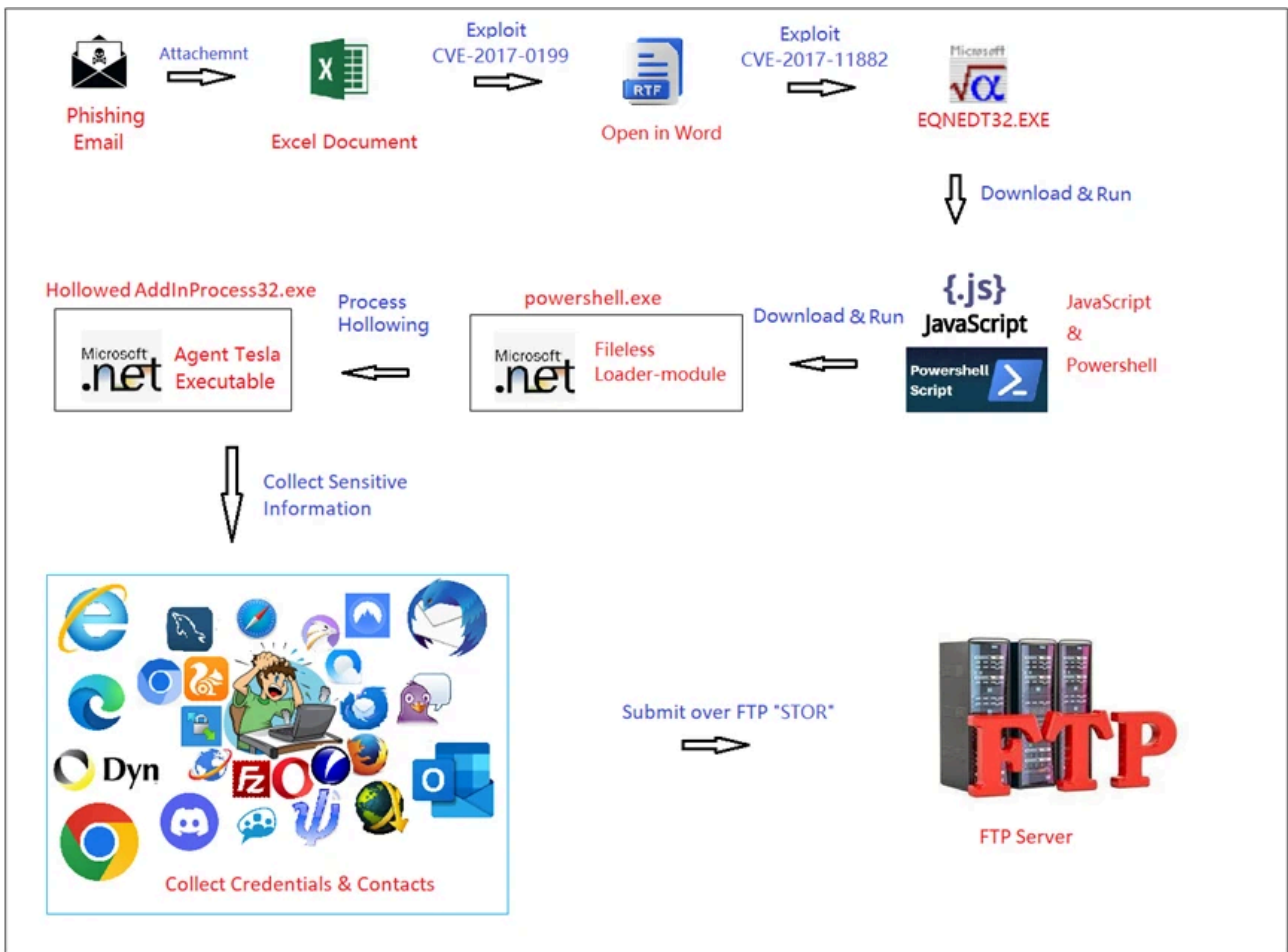 Phishing
Email
Attachemnt
Excel Document
Exploit
CVE-2017-0199
RTF
Open in Word
Exploit
CVE-2017-11882
Microsoft
√α
EQNEDT32.EXE
Download & Run
{.js}
JavaScript
Powershell
Script
JavaScript
&
Powershell
Download & Run
powershell.exe
Microsoft
.net
Fileless
Loader-module
Process
Hollowing
Hollowed AddInProcess32.exe
Microsoft
.net
Agent Tesla
Executable
Collect Sensitive
Information
Dyn
Fz
Collect Credentials & Contacts
Submit over FTP "STOR"
FTP
FTP Server